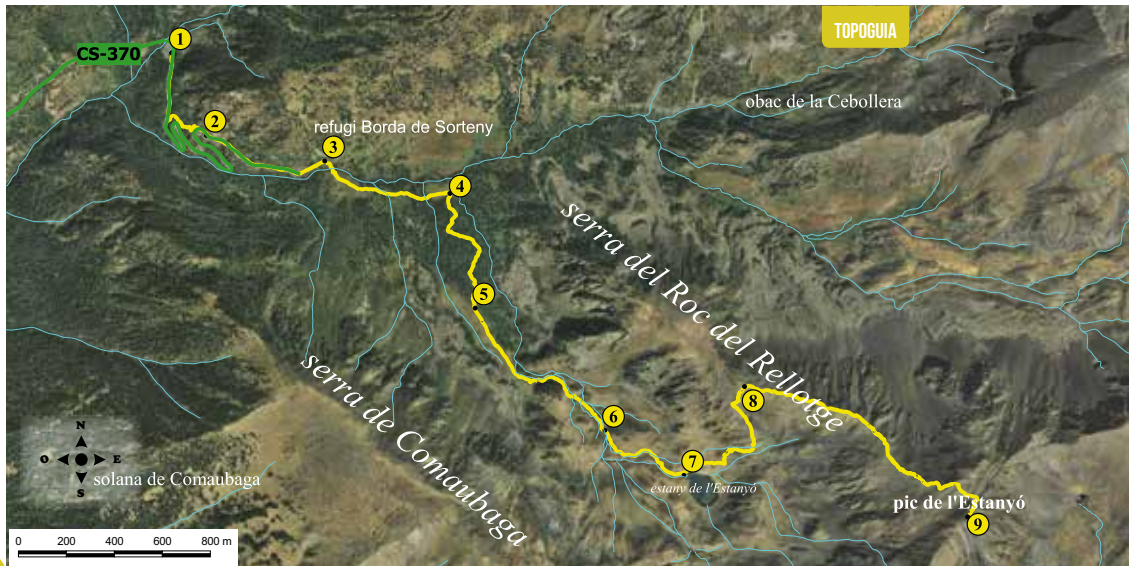 TOPOGUIA
1
CS-370
obac de la Cebollera
2
refugi Borda de Sorteny
3
4
serra del Roc del Rellotge
5
serra de Comaubaga
8
6
N
O E
S
solana de Comaubaga
7
estany de l'Estanyó
pic de l'Estanyó
9
0 200 400 600 800 m